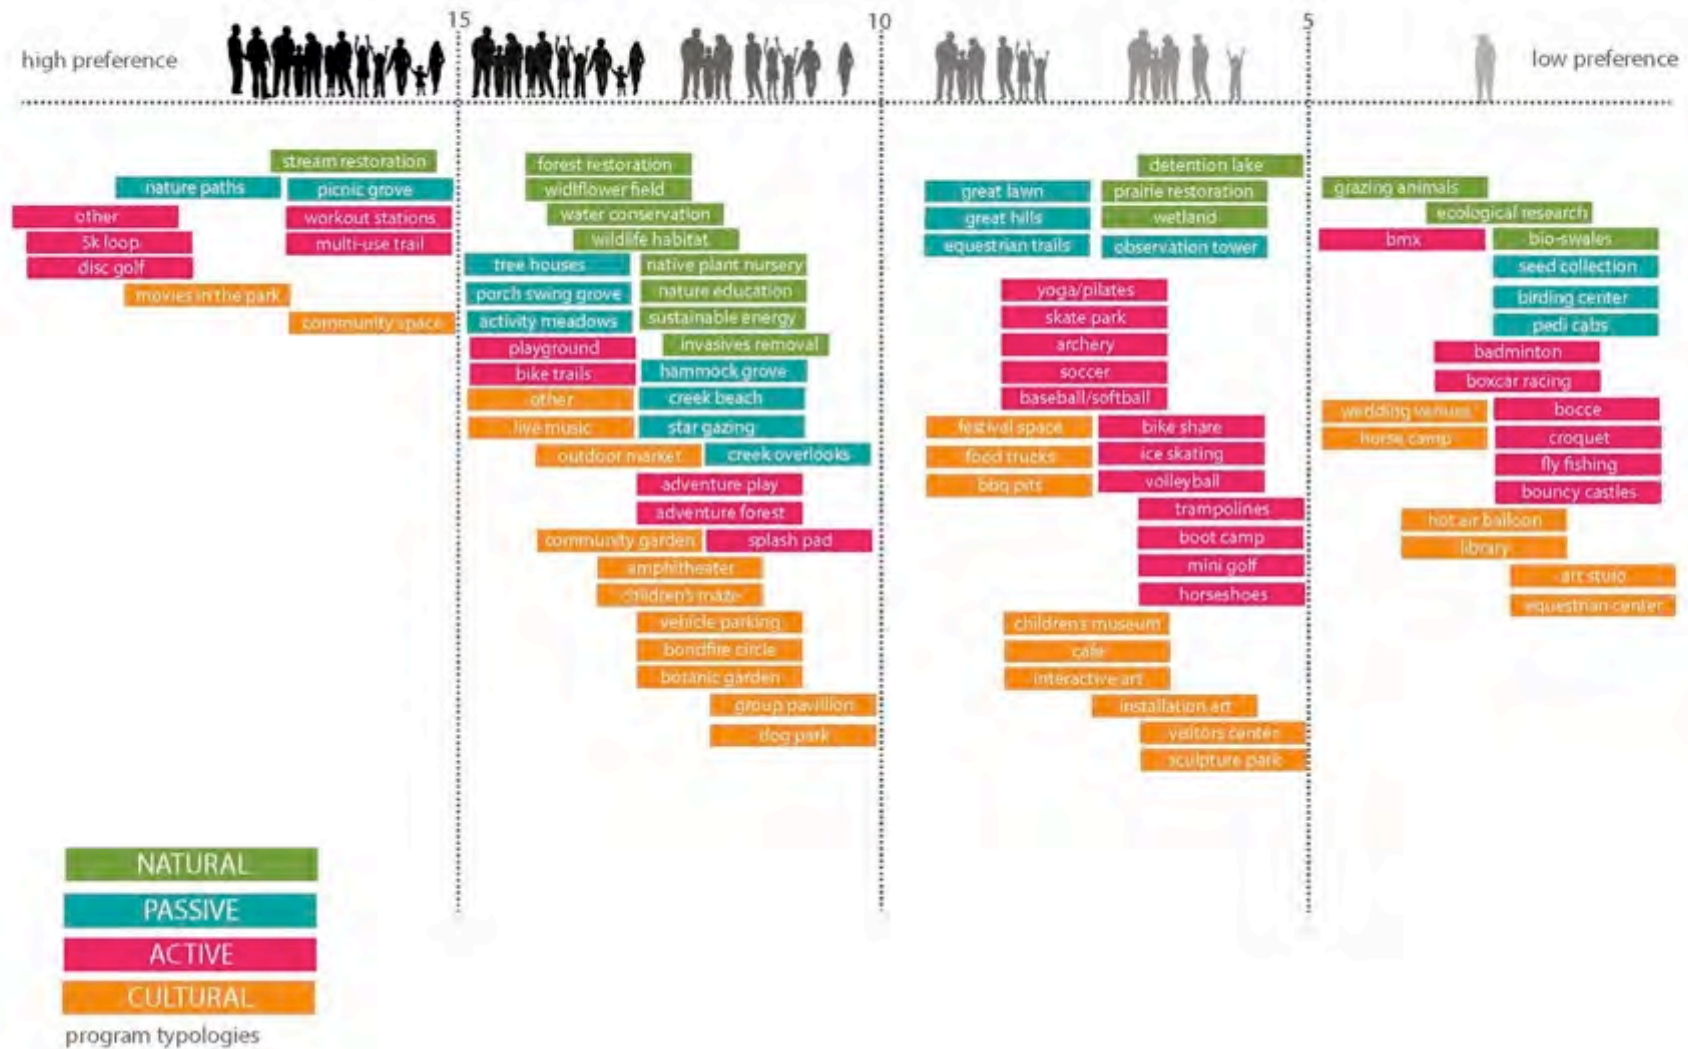 15
10
5
high preference
low preference
stream restoration
nature paths
picnic grove
other
workout stations
5k loop
multi-use trail
disc golf
movies in the park
community space
forest restoration
widlflower field
water conservation
wildlife habitat
tree houses
native plant nursery
porch swing grove
nature education
activity meadows
sustainable energy
playground
invasives removal
bike trails
hammock grove
other
creek beach
live music
star gazing
outdoor market
creek overlooks
adventure play
adventure forest
community garden
splash pad
amphitheater
children's maze
vehicle parking
bondfire circle
botanic garden
group pavillion
dog park
detention lake
great lawn
prairie restoration
great hills
wetland
equestrian trails
observation tower
yoga/pilates
skate park
archery
soccer
baseball/softball
festival space
bike share
food trucks
ice skating
bbq pits
volleyball
trampolines
boot camp
mini golf
horseshoes
children's museum
cafe
interactive art
installation art
visitors center
sculpture park
grazing animals
ecological research
bmx
bio-swales
seed collection
birding center
pedi cabs
badminton
boxcar racing
wedding venues
bocce
horse camp
croquet
fly fishing
bouncy castles
hot air balloon
library
art stuio
equestrian center
NATURAL
PASSIVE
ACTIVE
CULTURAL
program typologies